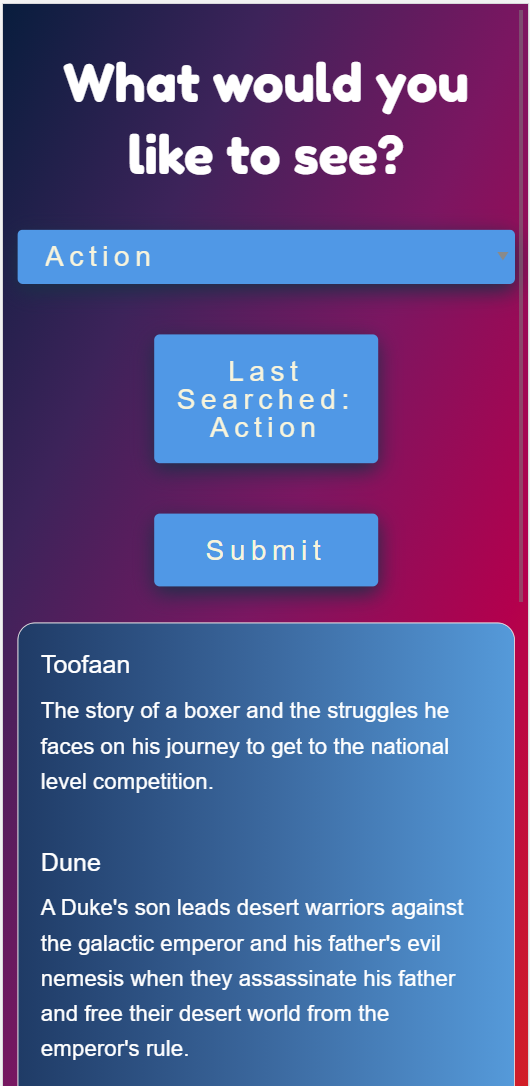 What would you
like to see?
Action
Last
Searched:
Action
Submit
Toofaan
The story of a boxer and the struggles he
faces on his journey to get to the national
level competition.
Dune
A Duke's son leads desert warriors against
the galactic emperor and his father's evil
nemesis when they assassinate his father
and free their desert world from the
emperor's rule.